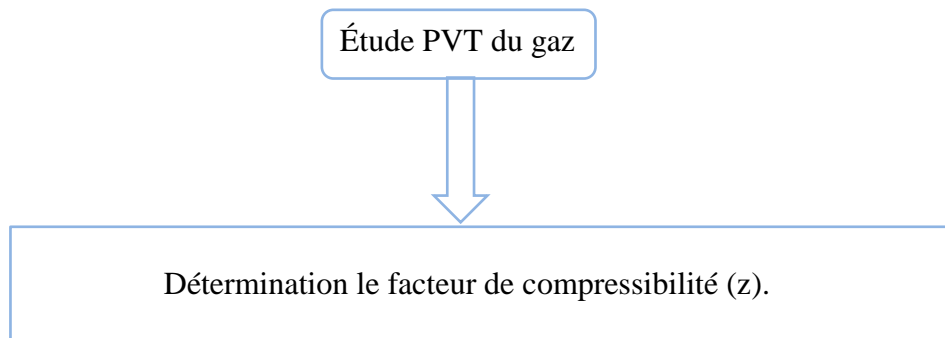 Étude PVT du gaz
Détermination le facteur de compressibilité (z).